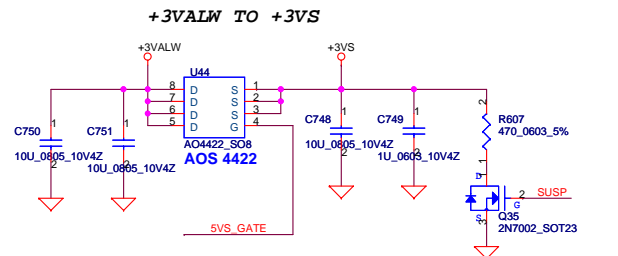 +3VALW TO +3VS
+3VALW
+3VS
U44
8 D S 1
7 D S 2
6 D S 3
5 D G 4
AO4422_SO8
AOS 4422
C750
1
2
10U_0805_10V4Z
C751
1
2
10U_0805_10V4Z
C748
1
2
10U_0805_10V4Z
C749
1
2
1U_0603_10V4Z
2
R607
470_0603_5%
1
1
D
2
G
SUSP
S
3
Q35
2N7002_SOT23
5VS_GATE